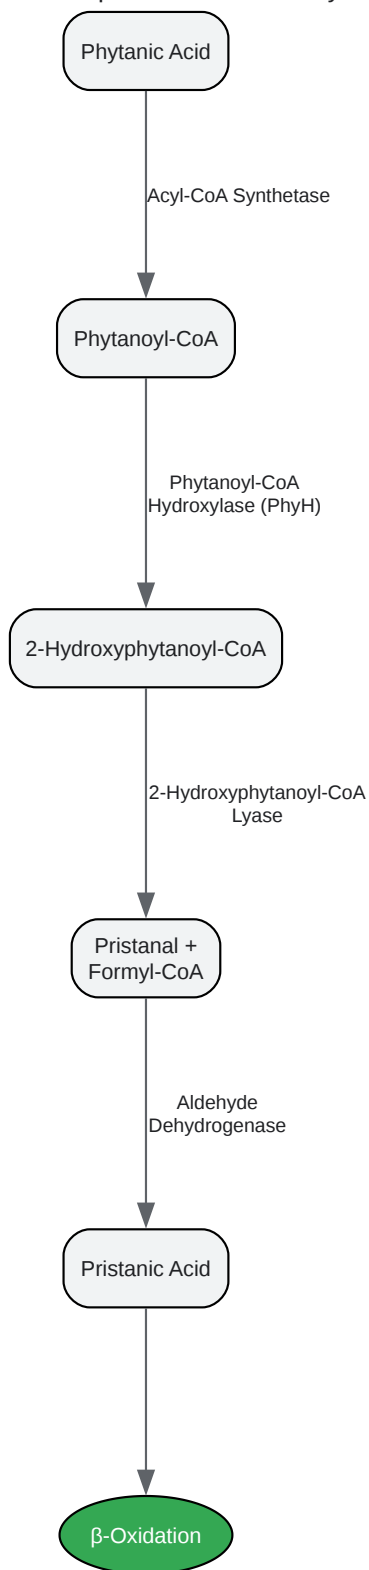 Phytanic Acid
Acyl-CoA Synthetase
Phytanoyl-CoA
Phytanoyl-CoA
Hydroxylase (PhyH)
2-Hydroxyphytanoyl-CoA
2-Hydroxyphytanoyl-CoA
Lyase
Pristanal +
Formyl-CoA
Aldehyde
Dehydrogenase
Pristanic Acid
β-Oxidation